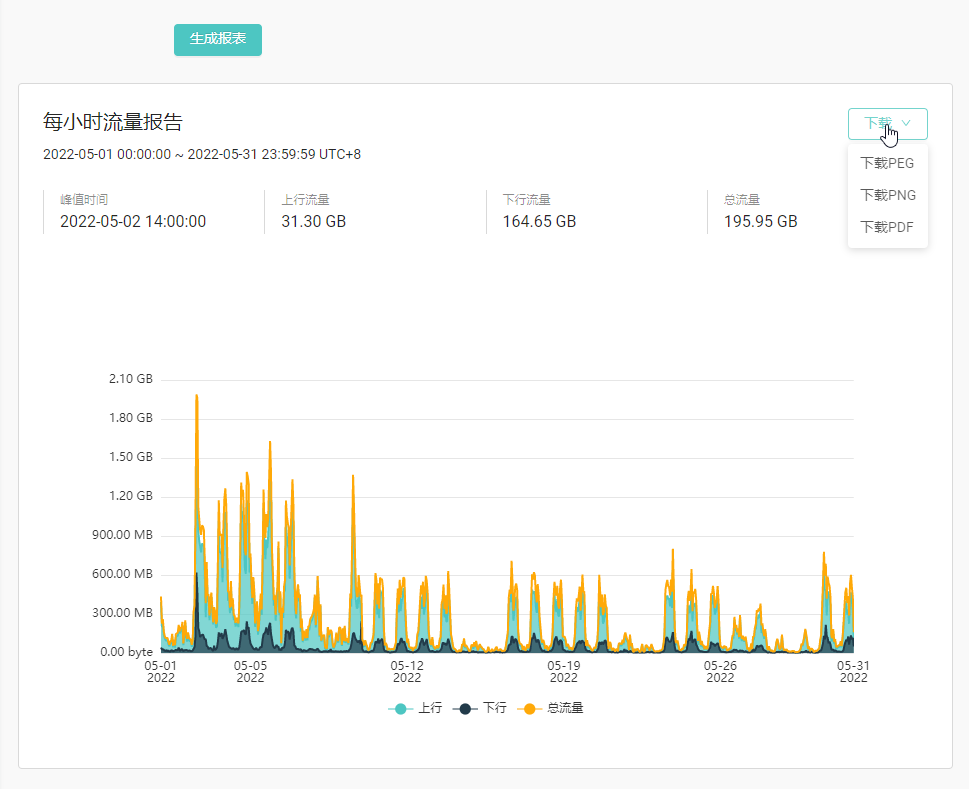 生成报表
每小时流量报告
下载
2022-05-01 00:00:00 ~ 2022-05-31 23:59:59 UTC+8
下载PEG
下载PNG
下载PDF
峰值时间
2022-05-02 14:00:00
上行流量
31.30 GB
下行流量
164.65 GB
总流量
195.95 GB
2.10 GB
1.80 GB
1.50 GB
1.20 GB
900.00 MB
600.00 MB
300.00 MB
0.00 byte
05-01
2022
05-05
2022
05-12
2022
05-19
2022
05-26
2022
05-31
2022
上行
下行
总流量